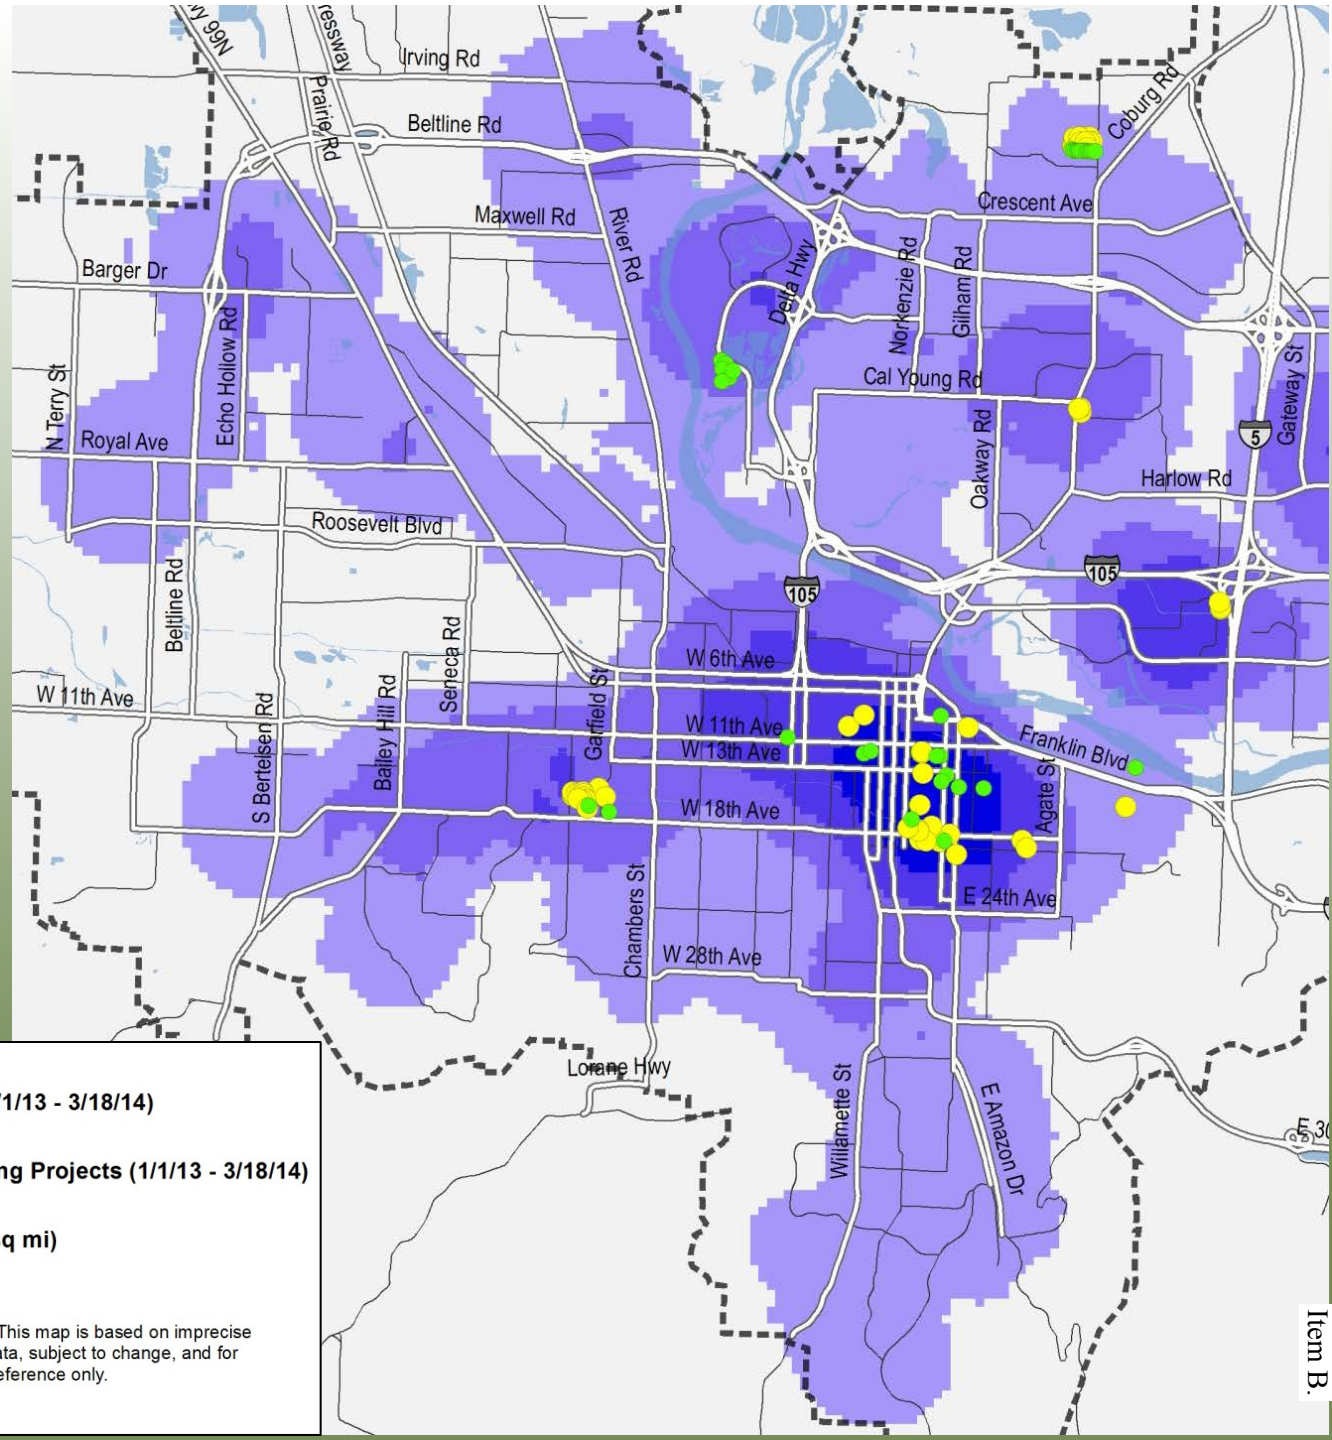 wy 99N
ressway
Irving Rd
Prairie Rd
Beltline Rd
Coburg Rd
Crescent Ave
Maxwell Rd
River Rd
Barger Dr
Delta Hwy
Norkenzie Rd
Gilham Rd
Echo Hollow Rd
N Terry St
Cal Young Rd
Gateway St
5
Royal Ave
Oakway Rd
Harlow Rd
Roosevelt Blvd
105
105
Beltline Rd
Seneca Rd
W 6th Ave
Garfield St
W 11th Ave
Bailey Hill Rd
S Bertelsen Rd
W 11th Ave
W 13th Ave
Franklin Blvd
Agate St
W 18th Ave
E 24th Ave
Chambers St
W 28th Ave
Lorane Hwy
Willamette St
E Amazon Dr
E 30
/1/13 - 3/18/14)
ng Projects (1/1/13 - 3/18/14)
q mi)
This map is based on imprecise
ata, subject to change, and for
eference only.
Item B.